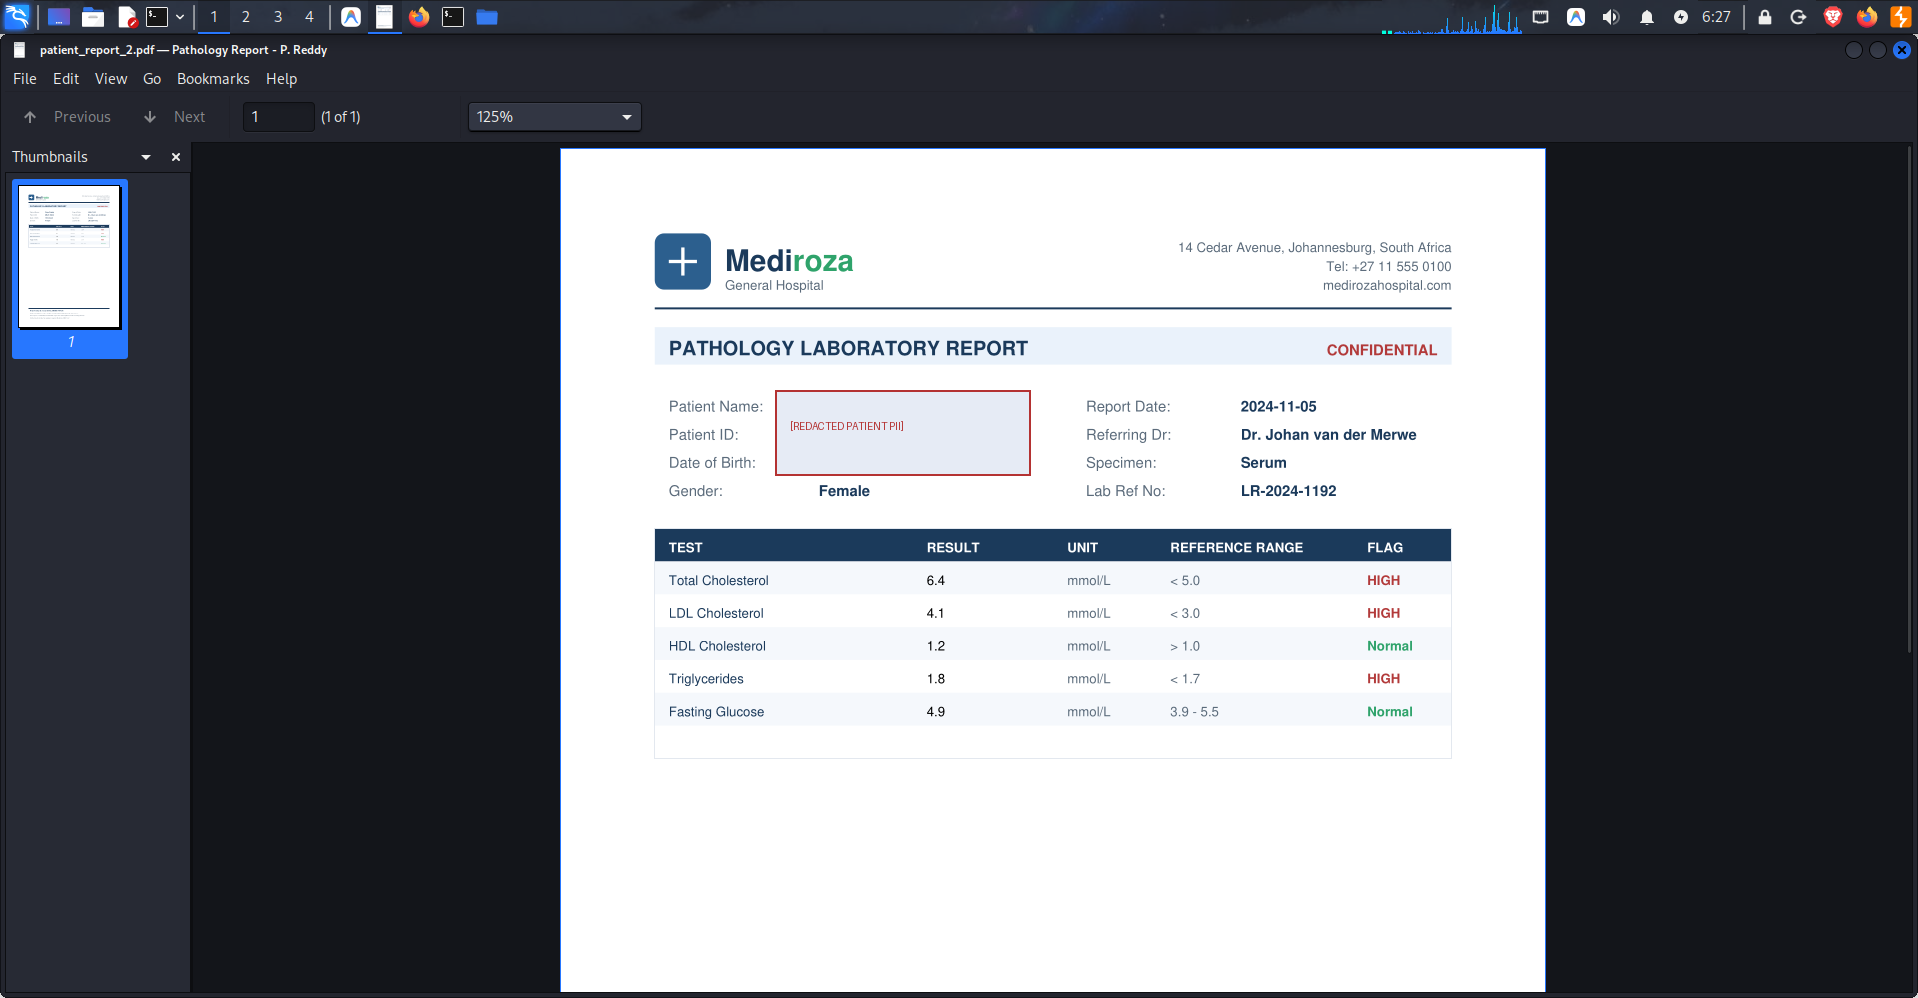 1 2 3 4
6:27
patient_report_2.pdf — Pathology Report - P. Reddy
File Edit View Go Bookmarks Help
Previous Next 1 (1 of 1) 125%
Thumbnails
1
Mediroza
General Hospital
14 Cedar Avenue, Johannesburg, South Africa
Tel: +27 11 555 0100
medirozahospital.com
PATHOLOGY LABORATORY REPORT CONFIDENTIAL
Patient Name: Report Date: 2024-11-05
[REDACTED PATIENT PII]
Patient ID: Referring Dr: Dr. Johan van der Merwe
Date of Birth: Specimen: Serum
Gender: Female Lab Ref No: LR-2024-1192
TEST RESULT UNIT REFERENCE RANGE FLAG
Total Cholesterol 6.4 mmol/L < 5.0 HIGH
LDL Cholesterol 4.1 mmol/L < 3.0 HIGH
HDL Cholesterol 1.2 mmol/L > 1.0 Normal
Triglycerides 1.8 mmol/L < 1.7 HIGH
Fasting Glucose 4.9 mmol/L 3.9 - 5.5 Normal